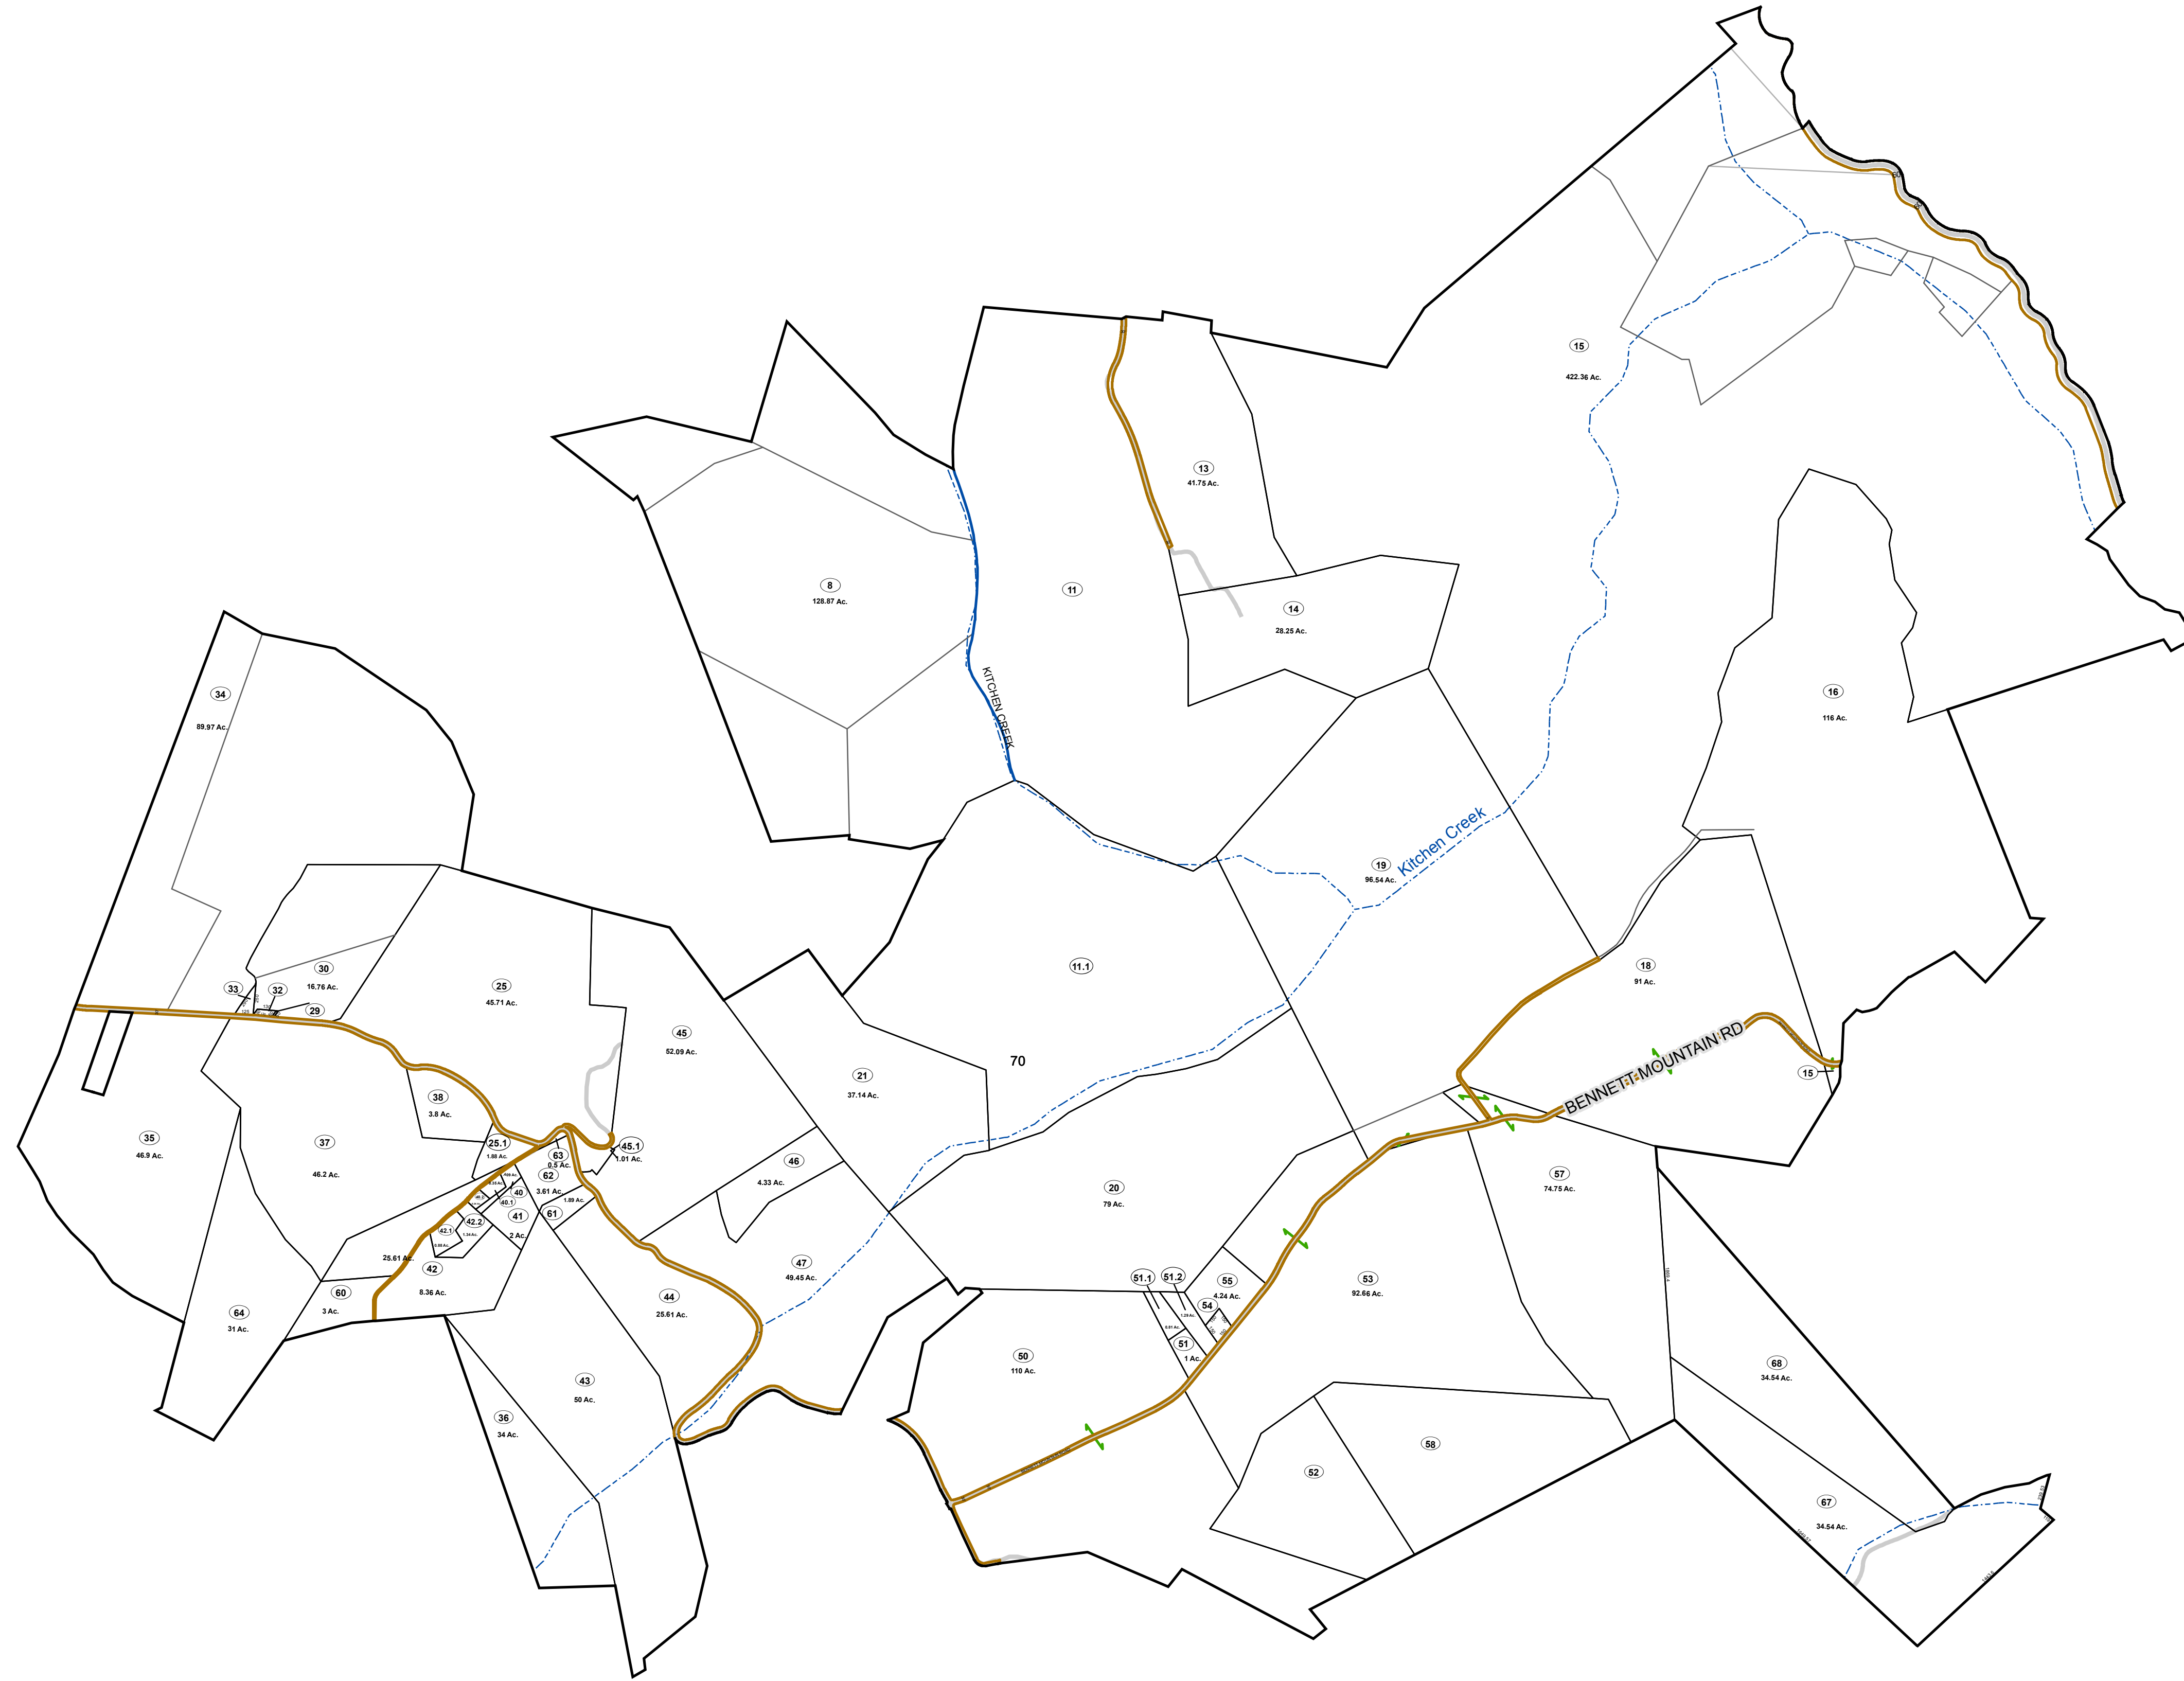 60
60
15
422.36 Ac.
13
41.75 Ac.
8
128.87 Ac.
11
14
28.25 Ac.
KITCHEN CREEK
34
89.97 Ac.
16
116 Ac.
Kitchen Creek
19
96.54 Ac.
11.1
18
91 Ac.
30
16.76 Ac.
33
32
29
25
45.71 Ac.
45
52.09 Ac.
70
BENNETT MOUNTAIN RD
15
21
37.14 Ac.
38
3.8 Ac.
35
46.9 Ac.
37
46.2 Ac.
25.1
1.88 Ac.
45.1
1.01 Ac.
63
0.5 Ac.
62
3.61 Ac.
46
4.33 Ac.
57
74.75 Ac.
20
79 Ac.
40
40.1
1.89 Ac.
61
41
2 Ac.
42.2
1.34 Ac.
42.1
25.61 Ac.
42
8.36 Ac.
47
49.45 Ac.
60
3 Ac.
44
25.61 Ac.
64
31 Ac.
51.1
51.2
55
4.24 Ac.
54
53
92.66 Ac.
51
1 Ac.
50
110 Ac.
68
34.54 Ac.
43
50 Ac.
36
34 Ac.
58
52
67
34.54 Ac.